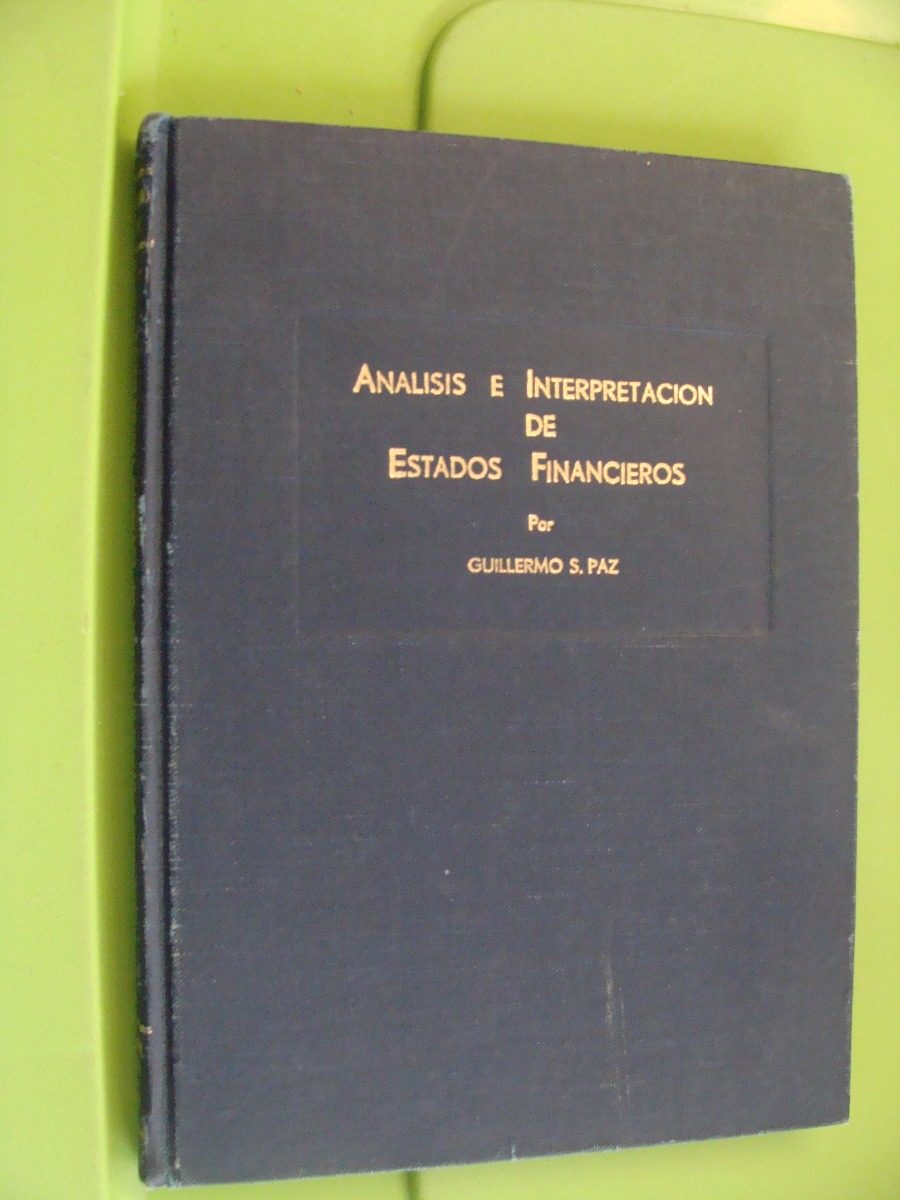 ANALISIS E INTERPRETACION
DE
ESTADOS FINANCIEROS
Por
GUILLERMO S. PAZ